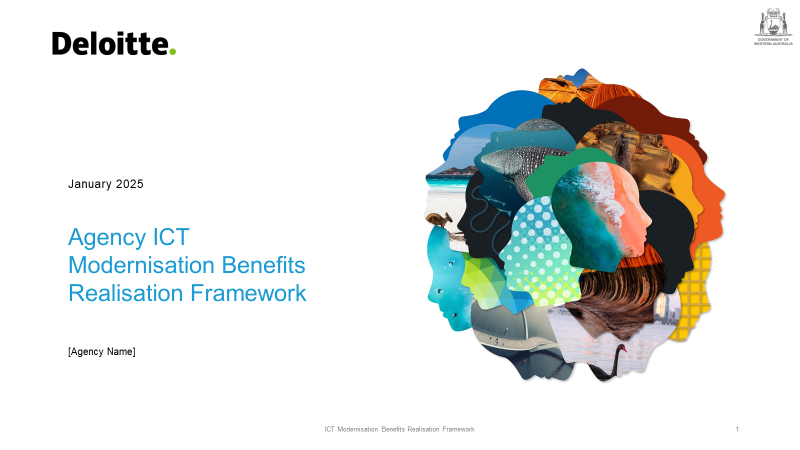 Deloitte.
GOVERNMENT OF
WESTERN AUSTRALIA
January 2025
Agency ICT
Modernisation Benefits
Realisation Framework
[Agency Name]
ICT Modernisation Benefits Realisation Framework
1